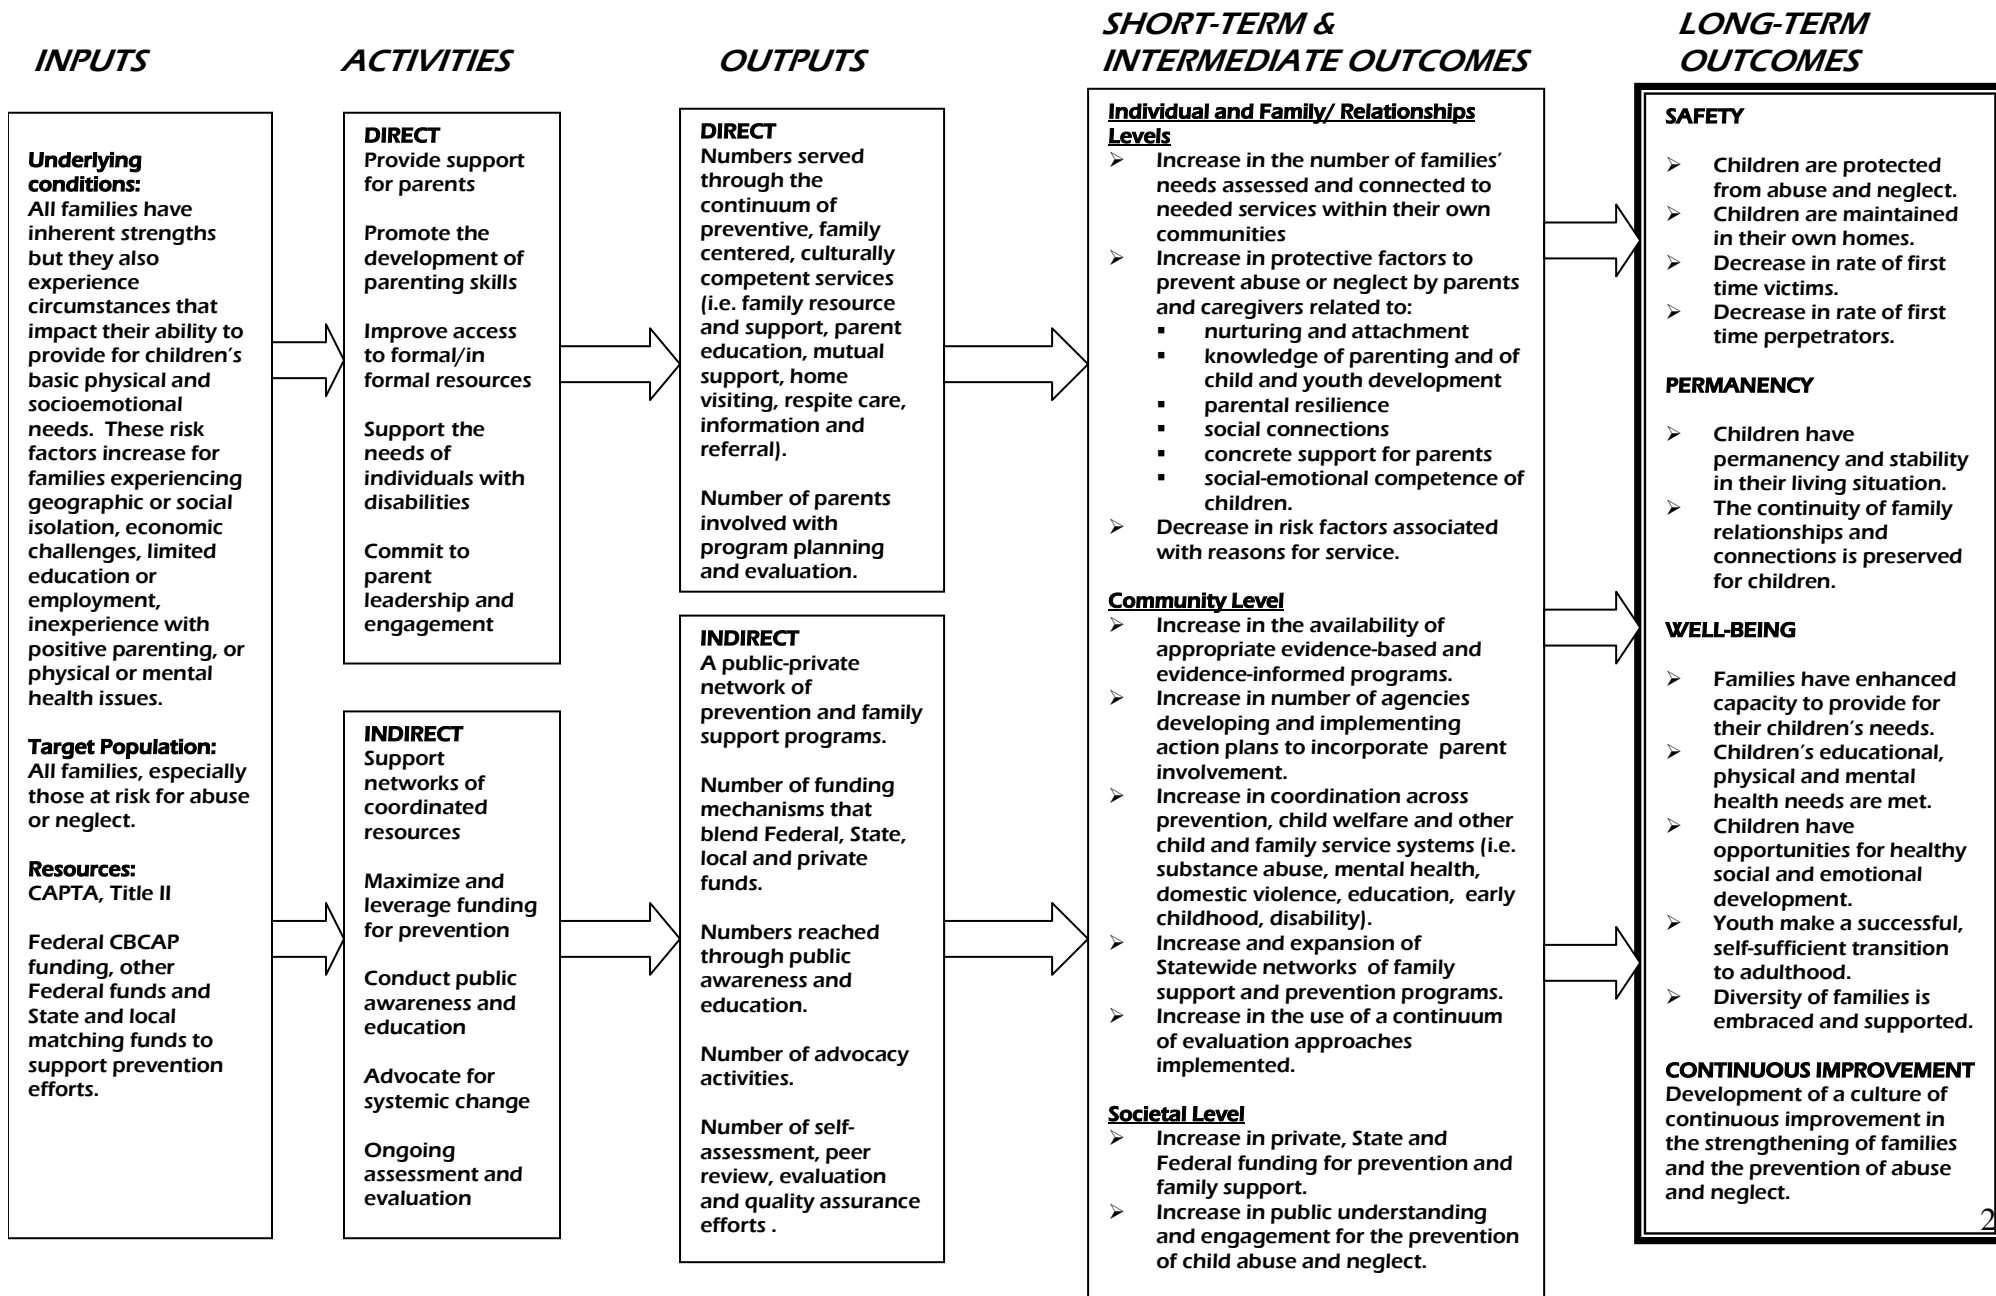 INPUTS
ACTIVITIES
OUTPUTS
SHORT-TERM &
INTERMEDIATE OUTCOMES
LONG-TERM
OUTCOMES
Underlying
conditions:
All families have
inherent strengths
but they also
experience
circumstances that
impact their ability to
provide for children's
basic physical and
socioemotional
needs. These risk
factors increase for
families experiencing
geographic or social
isolation, economic
challenges, limited
education or
employment,
inexperience with
positive parenting, or
physical or mental
health issues.
Target Population:
All families, especially
those at risk for abuse
or neglect.
Resources:
CAPTA, Title II
Federal CBCAP
funding, other
Federal funds and
State and local
matching funds to
support prevention
efforts.
DIRECT
Provide support
for parents
Promote the
development of
parenting skills
Improve access
to formal/in
formal resources
Support the
needs of
individuals with
disabilities
Commit to
parent
leadership and
engagement
INDIRECT
Support
networks of
coordinated
resources
Maximize and
leverage funding
for prevention
Conduct public
awareness and
education
Advocate for
systemic change
Ongoing
assessment and
evaluation
DIRECT
Numbers served
through the
continuum of
preventive, family
centered, culturally
competent services
(i.e. family resource
and support, parent
education, mutual
support, home
visiting, respite care,
information and
referral).
Number of parents
involved with
program planning
and evaluation.
INDIRECT
A public-private
network of
prevention and family
support programs.
Number of funding
mechanisms that
blend Federal, State,
local and private
funds.
Numbers reached
through public
awareness and
education.
Number of advocacy
activities.
Number of self-
assessment, peer
review, evaluation
and quality assurance
efforts .
Individual and Family/ Relationships
Levels
➢ Increase in the number of families'
needs assessed and connected to
needed services within their own
communities
➢ Increase in protective factors to
prevent abuse or neglect by parents
and caregivers related to:
▪ nurturing and attachment
▪ knowledge of parenting and of
child and youth development
▪ parental resilience
▪ social connections
▪ concrete support for parents
▪ social-emotional competence of
children.
➢ Decrease in risk factors associated
with reasons for service.
Community Level
➢ Increase in the availability of
appropriate evidence-based and
evidence-informed programs.
➢ Increase in number of agencies
developing and implementing
action plans to incorporate parent
involvement.
➢ Increase in coordination across
prevention, child welfare and other
child and family service systems (i.e.
substance abuse, mental health,
domestic violence, education, early
childhood, disability).
➢ Increase and expansion of
Statewide networks of family
support and prevention programs.
➢ Increase in the use of a continuum
of evaluation approaches
implemented.
Societal Level
➢ Increase in private, State and
Federal funding for prevention and
family support.
➢ Increase in public understanding
and engagement for the prevention
of child abuse and neglect.
SAFETY
➢ Children are protected
from abuse and neglect.
➢ Children are maintained
in their own homes.
➢ Decrease in rate of first
time victims.
➢ Decrease in rate of first
time perpetrators.
PERMANENCY
➢ Children have
permanency and stability
in their living situation.
➢ The continuity of family
relationships and
connections is preserved
for children.
WELL-BEING
➢ Families have enhanced
capacity to provide for
their children's needs.
➢ Children's educational,
physical and mental
health needs are met.
➢ Children have
opportunities for healthy
social and emotional
development.
➢ Youth make a successful,
self-sufficient transition
to adulthood.
➢ Diversity of families is
embraced and supported.
CONTINUOUS IMPROVEMENT
Development of a culture of
continuous improvement in
the strengthening of families
and the prevention of abuse
and neglect.
2